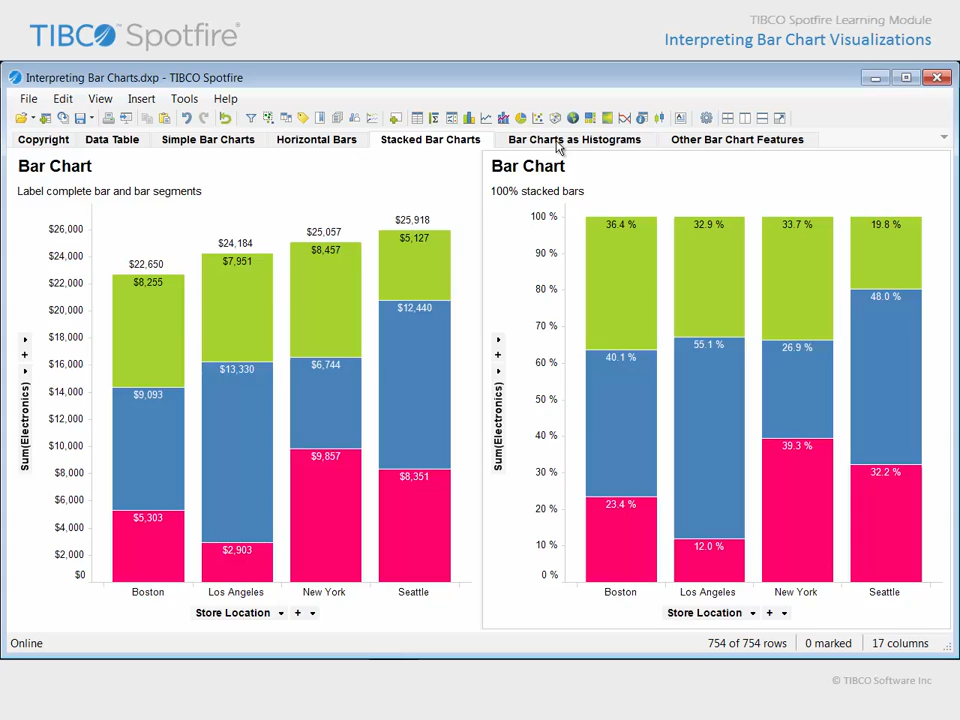 TIBCO Spotfire®
TIBCO Spotfire Learning Module
Interpreting Bar Chart Visualizations
Interpreting Bar Charts.dxp - TIBCO Spotfire
File Edit View Insert Tools Help
Copyright Data Table Simple Bar Charts Horizontal Bars Stacked Bar Charts Bar Charts as Histograms Other Bar Chart Features
Bar Chart
Label complete bar and bar segments
$26,000
$24,000
$22,000
$20,000
$18,000
$16,000
$14,000
$12,000
$10,000
$8,000
$6,000
$4,000
$2,000
$0
Sum(Electronics)
$22,650
$8,255
$9,093
$5,303
$24,184
$7,951
$13,330
$2,903
$25,057
$8,457
$6,744
$9,857
$25,918
$5,127
$12,440
$8,351
Boston Los Angeles New York Seattle
Store Location +
Bar Chart
100% stacked bars
100 %
90 %
80 %
70 %
60 %
50 %
40 %
30 %
20 %
10 %
0 %
Sum(Electronics)
36.4 %
40.1 %
23.4 %
32.9 %
55.1 %
12.0 %
33.7 %
26.9 %
39.3 %
19.8 %
48.0 %
32.2 %
Boston Los Angeles New York Seattle
Store Location +
Online
754 of 754 rows 0 marked 17 columns
© TIBCO Software Inc